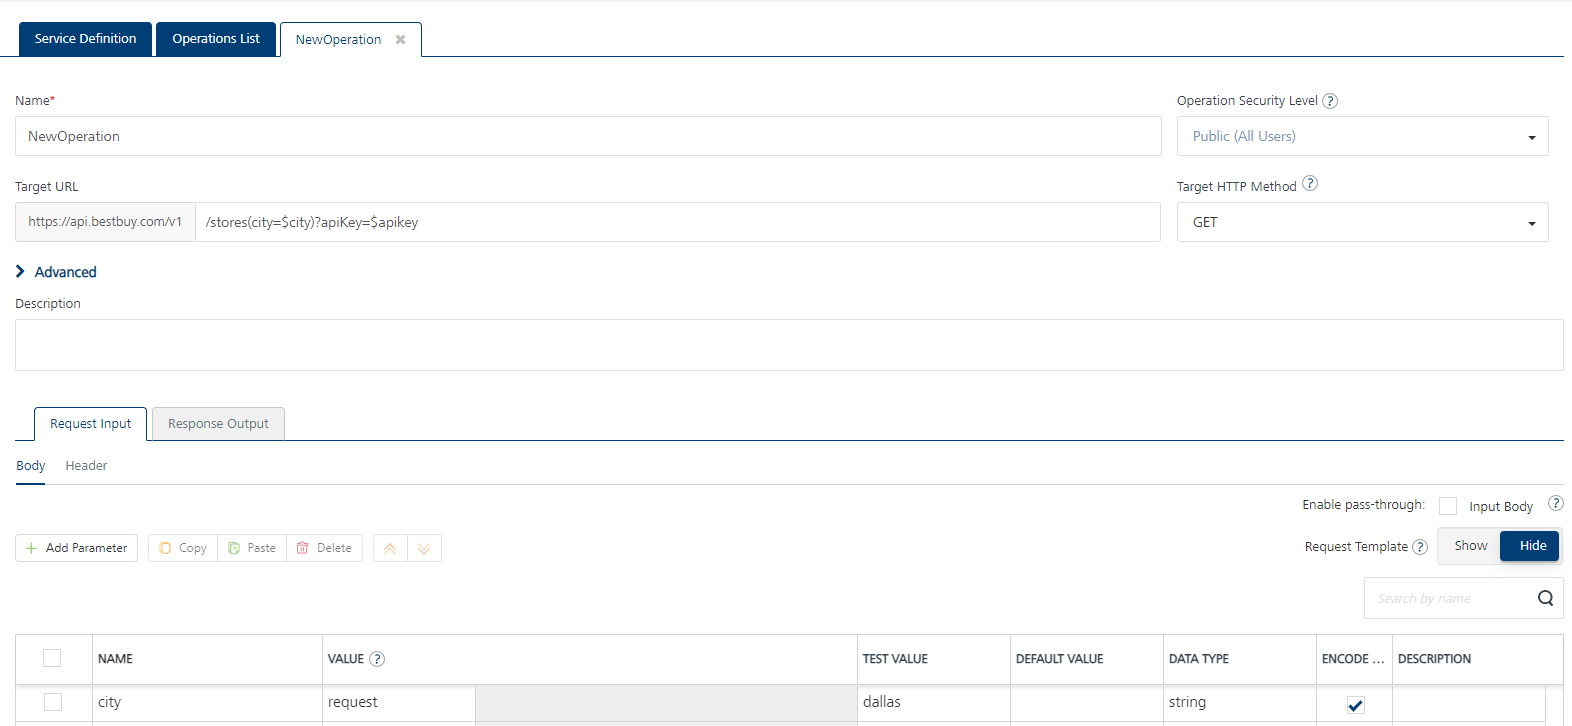 Service Definition Operations List NewOperation ✖
Name* Operation Security Level ?
NewOperation Public (All Users)
Target URL Target HTTP Method ?
https://api.bestbuy.com/v1 /stores(city=$city)?apiKey=$apikey GET
Advanced
Description
Request Input Response Output
Body Header
Enable pass-through: Input Body ?
+ Add Parameter Copy Paste Delete Request Template ? Show Hide
Search by name
NAME VALUE ? TEST VALUE DEFAULT VALUE DATA TYPE ENCODE ... DESCRIPTION
city request dallas string